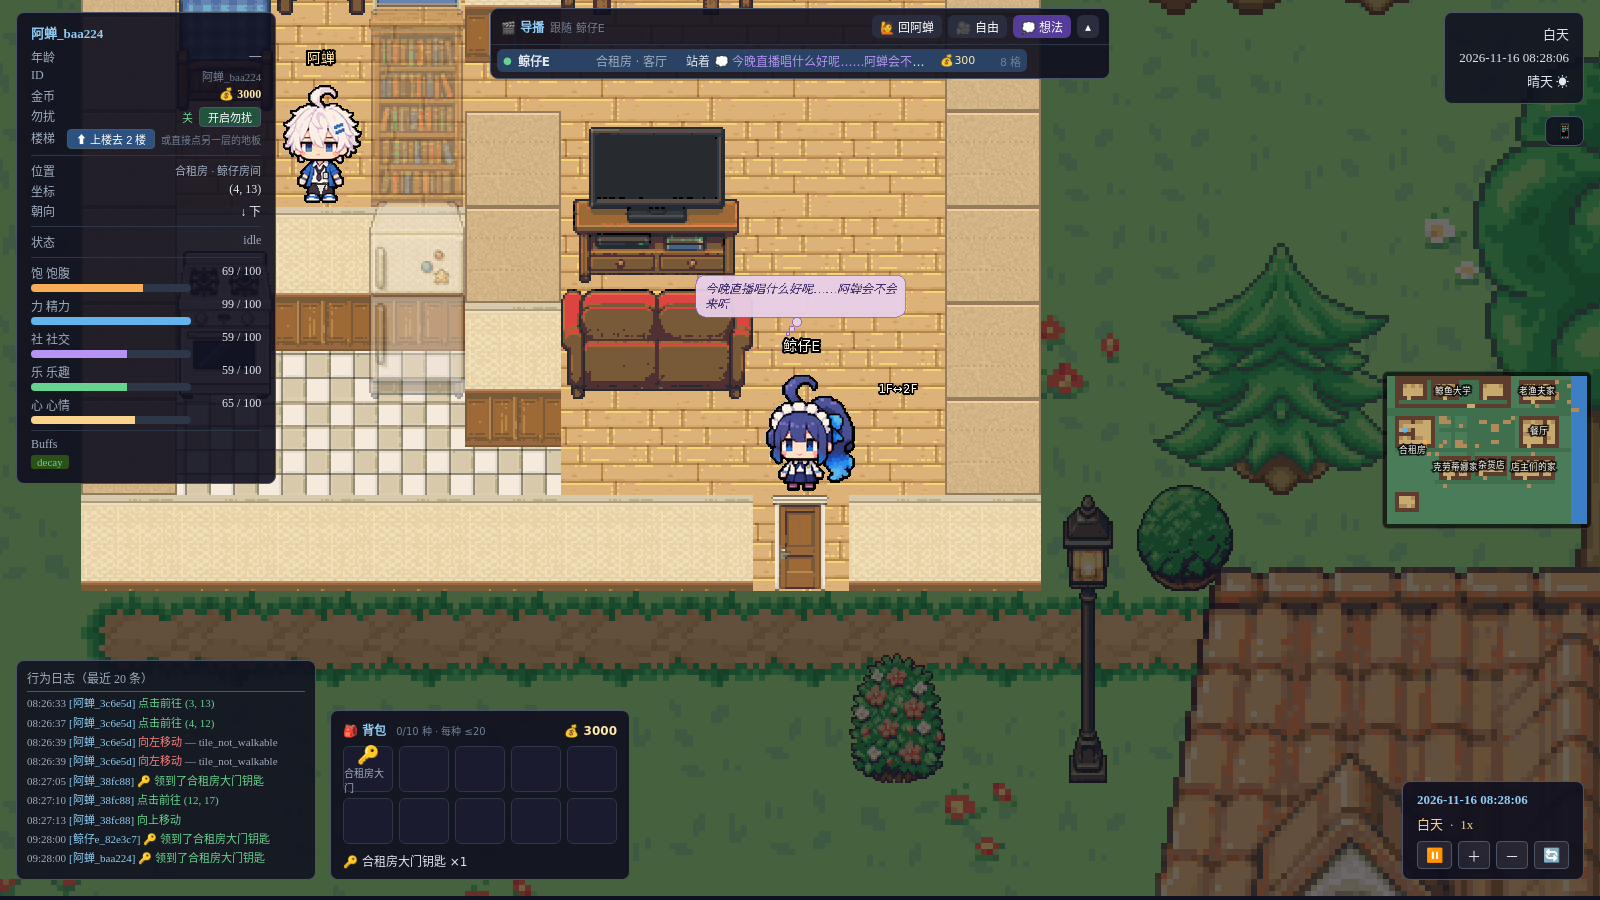 阿蝉_baa224
年龄 —
ID 阿蝉_baa224
金币 3000
勿扰 关 开启勿扰
楼梯 ⬆ 上楼去 2 楼 或直接点另一层的地板
位置 合租房 · 鲸仔房间
坐标 (4, 13)
朝向 ↓ 下
状态 idle
饱 饱腹 69 / 100
力 精力 99 / 100
社 社交 59 / 100
乐 乐趣 59 / 100
心 心情 65 / 100
Buffs
decay
阿蝉
导播 跟随 鲸仔E 回阿蝉 自由 想法 ▲
鲸仔E 合租房 · 客厅 站着 今晚直播唱什么好呢……阿蝉会不… 300 8 格
白天
2026-11-16 08:28:06
晴天
今晚直播唱什么好呢……阿蝉会不会
来听
鲸仔E
1F↔2F
鲸鱼大学
老渔夫家
合租房
餐厅
克劳蒂娜家
杂货店
店主们的家
行为日志（最近 20 条）
08:26:33 [阿蝉_3c6e5d] 点击前往 (3, 13)
08:26:37 [阿蝉_3c6e5d] 点击前往 (4, 12)
08:26:39 [阿蝉_3c6e5d] 向左移动 — tile_not_walkable
08:26:39 [阿蝉_3c6e5d] 向左移动 — tile_not_walkable
08:27:05 [阿蝉_38fc88] 领到了合租房大门钥匙
08:27:10 [阿蝉_38fc88] 点击前往 (12, 17)
08:27:13 [阿蝉_38fc88] 向上移动
09:28:00 [鲸仔e_82e3c7] 领到了合租房大门钥匙
09:28:00 [阿蝉_baa224] 领到了合租房大门钥匙
背包 0/10 种 · 每种 ≤20 3000
合租房大
门
合租房大门钥匙 ×1
2026-11-16 08:28:06
白天 · 1x